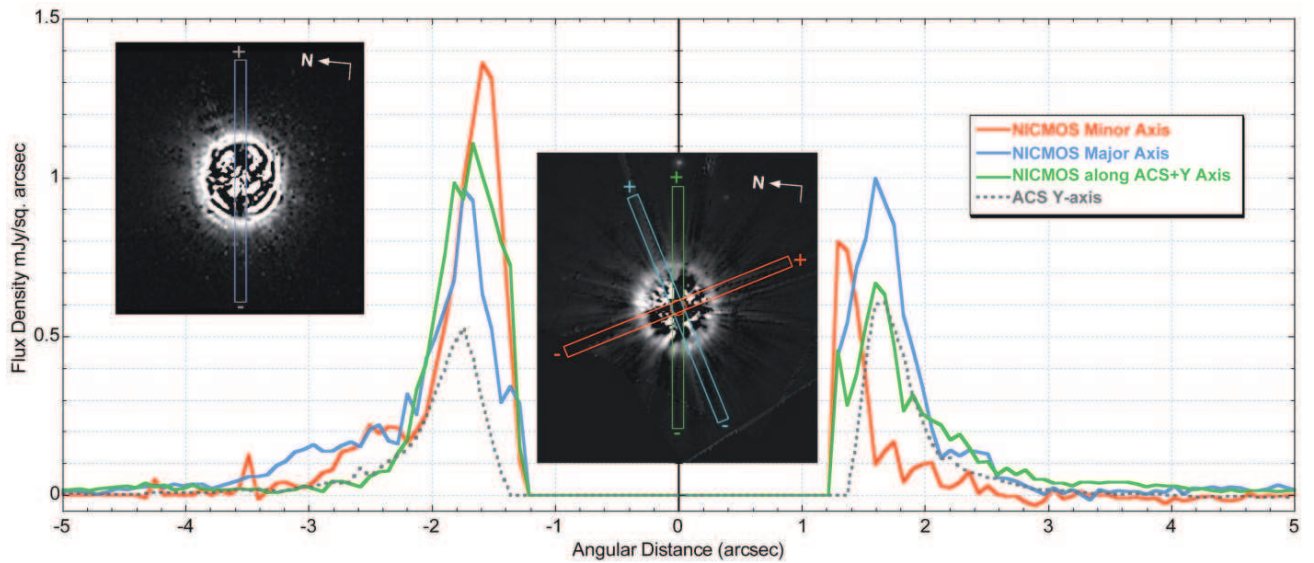 1.5
1
0.5
0
Flux Density mJy/sq. arcsec
+
N
-
+
+
N
+
-
-
-
NICMOS Minor Axis
NICMOS Major Axis
NICMOS along ACS+Y Axis
ACS Y-axis
-5 -4 -3 -2 -1 0 1 2 3 4 5
Angular Distance (arcsec)